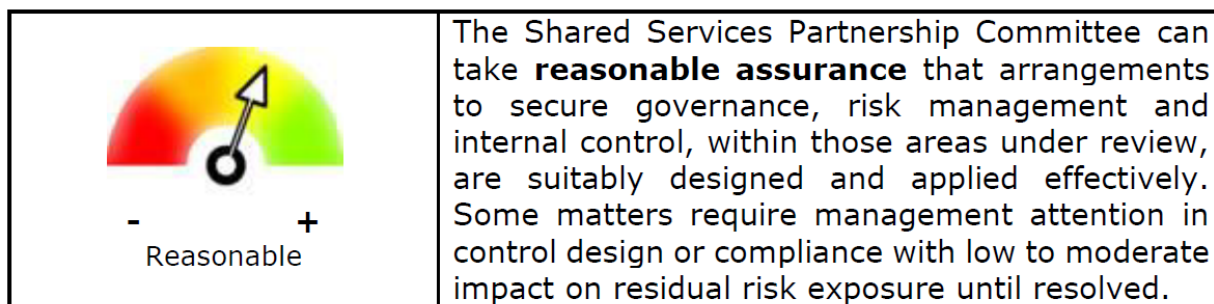 - +
Reasonable
The Shared Services Partnership Committee can
take reasonable assurance that arrangements
to secure governance, risk management and
internal control, within those areas under review,
are suitably designed and applied effectively.
Some matters require management attention in
control design or compliance with low to moderate
impact on residual risk exposure until resolved.